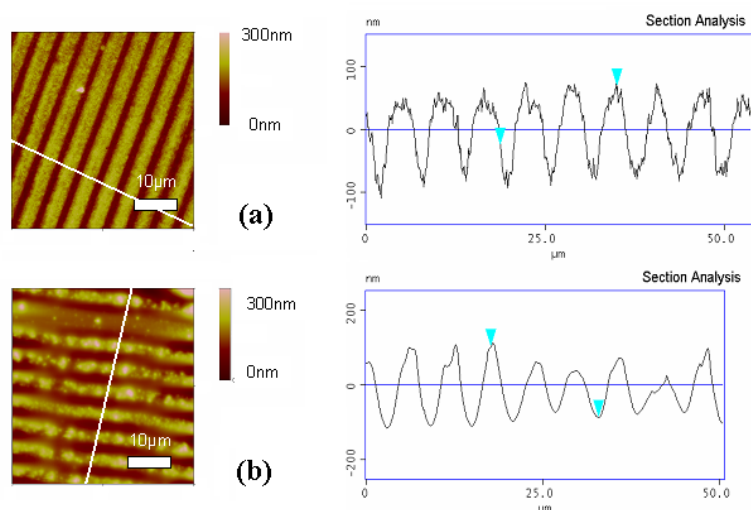 300nm
0nm
10µm
(a)
Section Analysis
nm
100
0
-100
0
25.0
50.0
µm
300nm
0nm
10µm
(b)
Section Analysis
nm
200
0
-200
0
25.0
50.0
µm